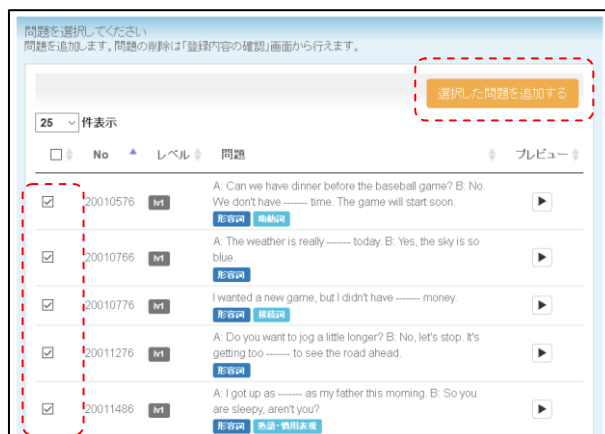 問題を選択してください
問題を追加します。問題の削除は「登録内容の確認」画面から行えます。
選択した問題を追加する
25 件表示
No レベル 問題 プレビュー
A: Can we have dinner before the baseball game? B: No.
20010576 lv1 We don't have ------- time. The game will start soon.
形容詞 助動詞
A: The weather is really ------- today. B: Yes, the sky is so
20010766 lv1 blue.
形容詞
20010776 lv1 I wanted a new game, but I didn't have ------- money.
形容詞 接続詞
A: Do you want to jog a little longer? B: No, let's stop. It's
20011276 lv1 getting too ------- to see the road ahead.
形容詞
A: I got up as ------- as my father this morning. B: So you
20011486 lv1 are sleepy, aren't you?
形容詞 熟語・慣用表現